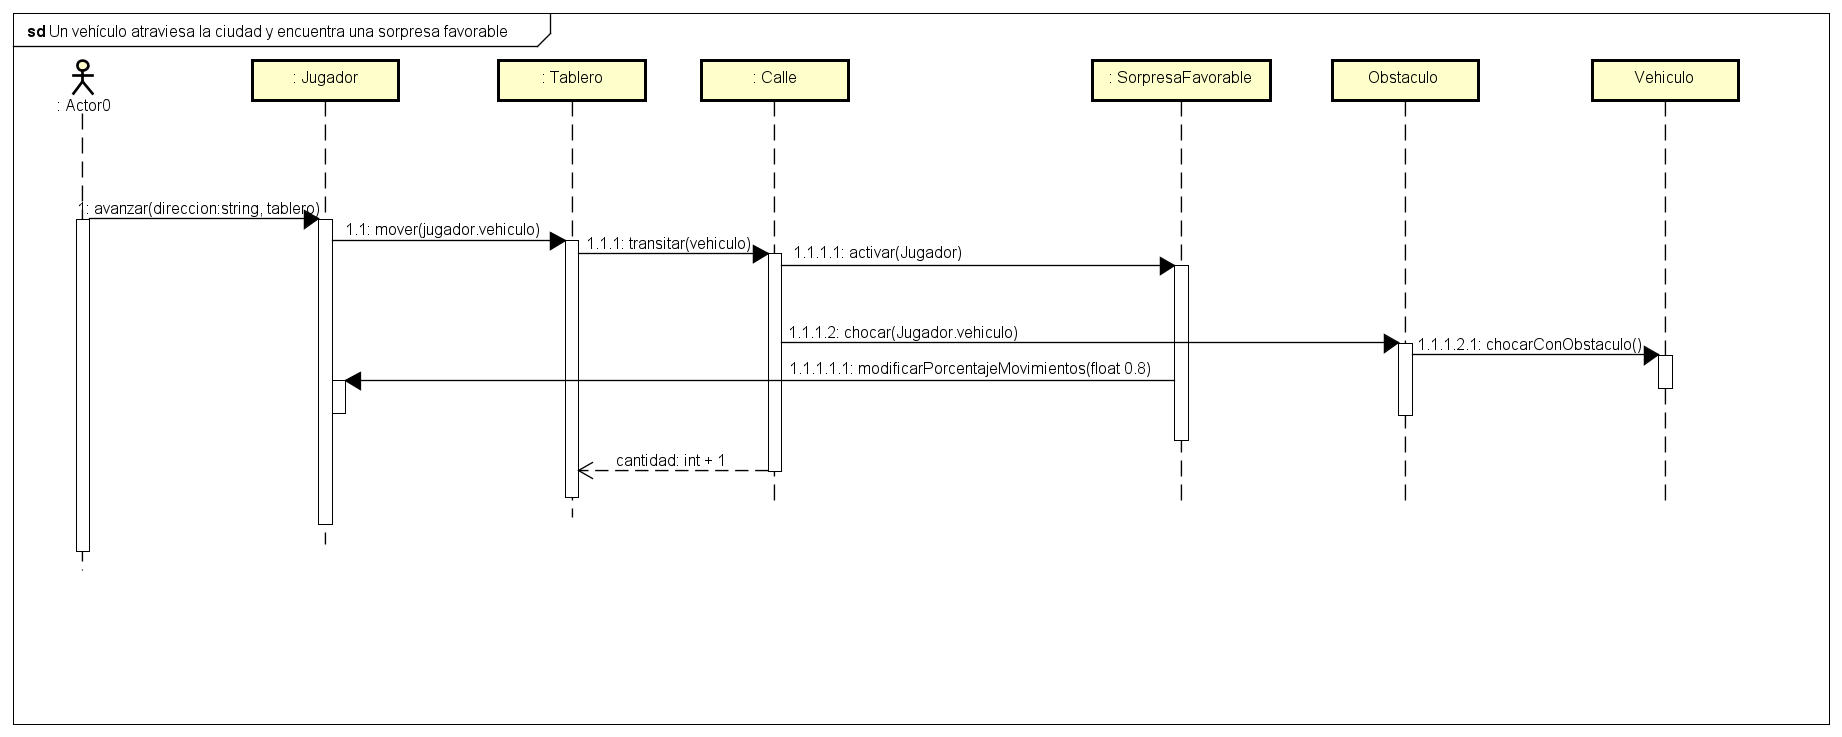 sd Un vehículo atraviesa la ciudad y encuentra una sorpresa favorable
: Actor0
: Jugador
: Tablero
: Calle
: SorpresaFavorable
Obstaculo
Vehiculo
1: avanzar(direccion:string, tablero)
1.1: mover(jugador.vehiculo)
1.1.1: transitar(vehiculo)
1.1.1.1: activar(Jugador)
1.1.1.2: chocar(Jugador.vehiculo)
1.1.1.2.1: chocarConObstaculo()
1.1.1.1.1: modificarPorcentajeMovimientos(float 0.8)
cantidad: int + 1